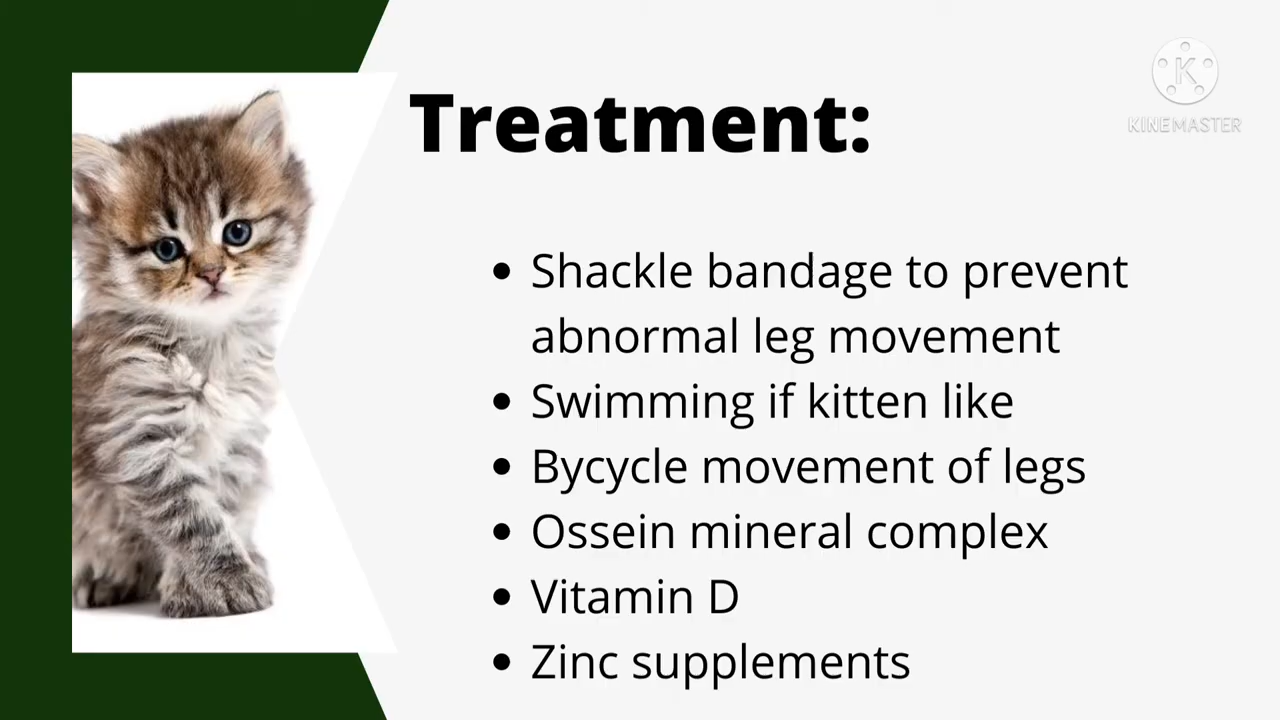 K
KINEMASTER
Treatment:
• Shackle bandage to prevent
abnormal leg movement
• Swimming if kitten like
• Bycycle movement of legs
• Ossein mineral complex
• Vitamin D
• Zinc supplements